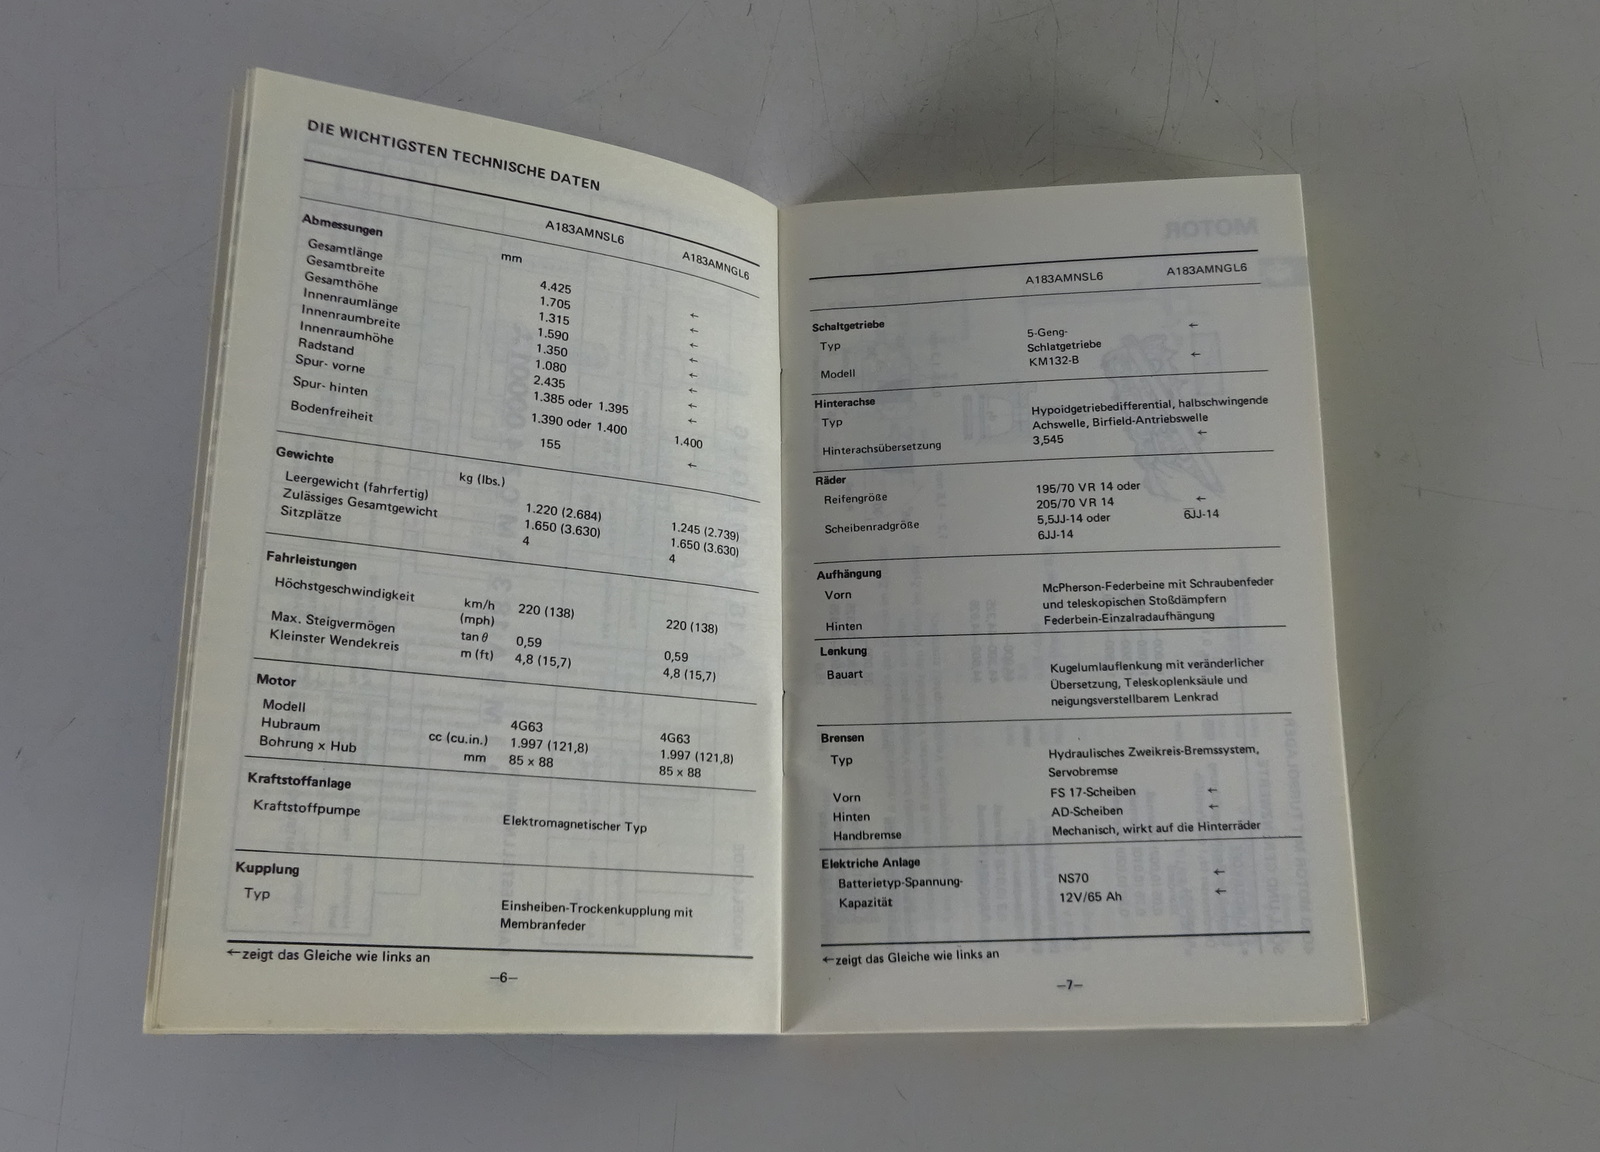 DIE WICHTIGSTEN TECHNISCHE DATEN
A183AMNSL6 A183AMNGL6
Abmessungen mm
Gesamtlänge 4.425 ←
Gesamtbreite 1.705 ←
Gesamthöhe 1.315 ←
Innenraumlänge 1.590 ←
Innenraumbreite 1.350 ←
Innenraumhöhe 1.080 ←
Radstand 2.435 ←
Spur- vorne 1.385 oder 1.395 ←
Spur- hinten 1.390 oder 1.400 1.400
Bodenfreiheit 155 ←
Gewichte kg (lbs.)
Leergewicht (fahrfertig) 1.220 (2.684) 1.245 (2.739)
Zulässiges Gesamtgewicht 1.650 (3.630) 1.650 (3.630)
Sitzplätze 4 4
Fahrleistungen
Höchstgeschwindigkeit km/h 220 (138) 220 (138)
(mph)
Max. Steigvermögen tan θ 0,59 0,59
Kleinster Wendekreis m (ft) 4,8 (15,7) 4,8 (15,7)
Motor
Modell 4G63 4G63
Hubraum cc (cu.in.) 1.997 (121,8) 1.997 (121,8)
Bohrung x Hub mm 85 x 88 85 x 88
Kraftstoffanlage
Kraftstoffpumpe Elektromagnetischer Typ
Kupplung
Typ Einsheiben-Trockenkupplung mit
Membranfeder
←zeigt das Gleiche wie links an
—6—
A183AMNSL6 A183AMNGL6
Schaltgetriebe
Typ 5-Geng- ←
Schlatgetriebe
Modell KM132-B ←
Hinterachse
Typ Hypoidgetriebedifferential, halbschwingende
Achswelle, Birfield-Antriebswelle
Hinterachsübersetzung 3,545 ←
Räder
Reifengröße 195/70 VR 14 oder
205/70 VR 14 ←
Scheibenradgröße 5,5JJ-14 oder 6JJ-14
6JJ-14
Aufhängung
Vorn McPherson-Federbeine mit Schraubenfeder
und teleskopischen Stoßdämpfern
Hinten Federbein-Einzalradaufhängung
Lenkung
Bauart Kugelumlauflenkung mit veränderlicher
Übersetzung, Teleskoplenksäule und
neigungsverstellbarem Lenkrad
Brensen
Typ Hydraulisches Zweikreis-Bremssystem,
Servobremse
Vorn FS 17-Scheiben ←
Hinten AD-Scheiben ←
Handbremse Mechanisch, wirkt auf die Hinterräder
Elektriche Anlage
Batterietyp-Spannung- NS70 ←
Kapazität 12V/65 Ah ←
←zeigt das Gleiche wie links an
—7—